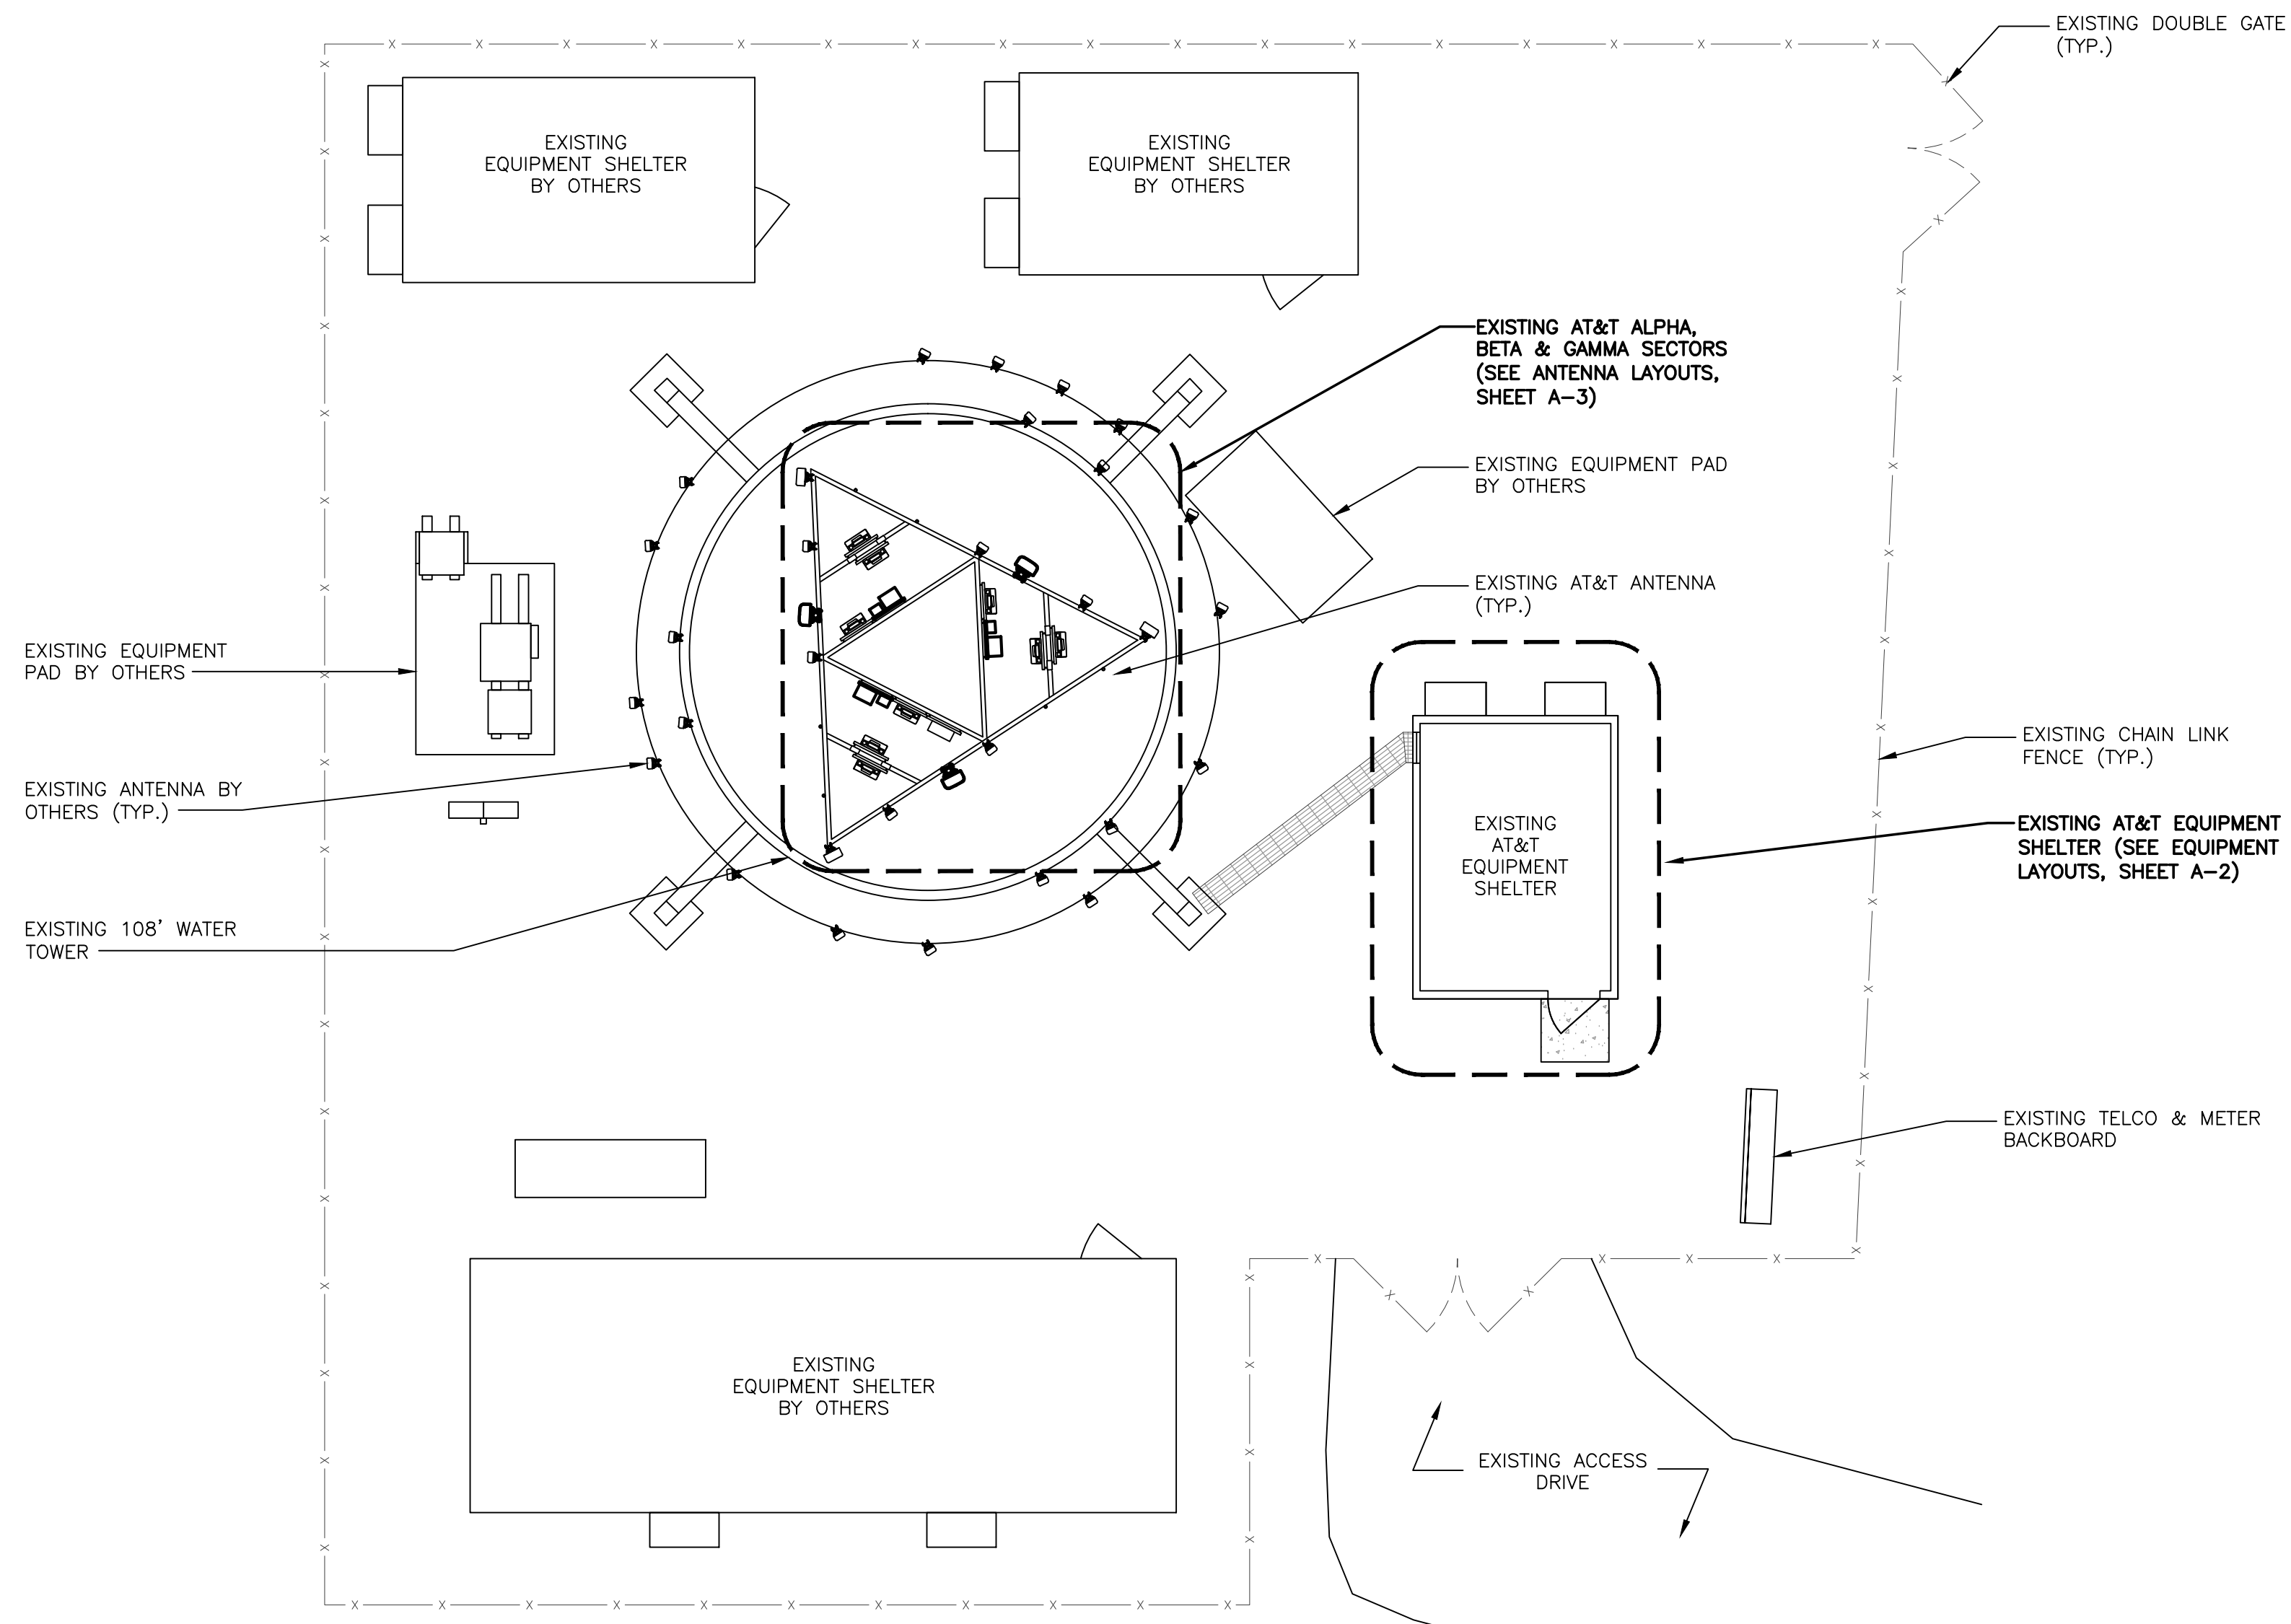 EXISTING DOUBLE GATE
(TYP.)
EXISTING
EQUIPMENT SHELTER
BY OTHERS
EXISTING
EQUIPMENT SHELTER
BY OTHERS
EXISTING AT&T ALPHA,
BETA & GAMMA SECTORS
(SEE ANTENNA LAYOUTS,
SHEET A-3)
EXISTING EQUIPMENT PAD
BY OTHERS
EXISTING AT&T ANTENNA
(TYP.)
EXISTING EQUIPMENT
PAD BY OTHERS
EXISTING CHAIN LINK
FENCE (TYP.)
EXISTING ANTENNA BY
OTHERS (TYP.)
EXISTING
AT&T
EQUIPMENT
SHELTER
EXISTING AT&T EQUIPMENT
SHELTER (SEE EQUIPMENT
LAYOUTS, SHEET A-2)
EXISTING 108' WATER
TOWER
EXISTING TELCO & METER
BACKBOARD
EXISTING
EQUIPMENT SHELTER
BY OTHERS
EXISTING ACCESS
DRIVE